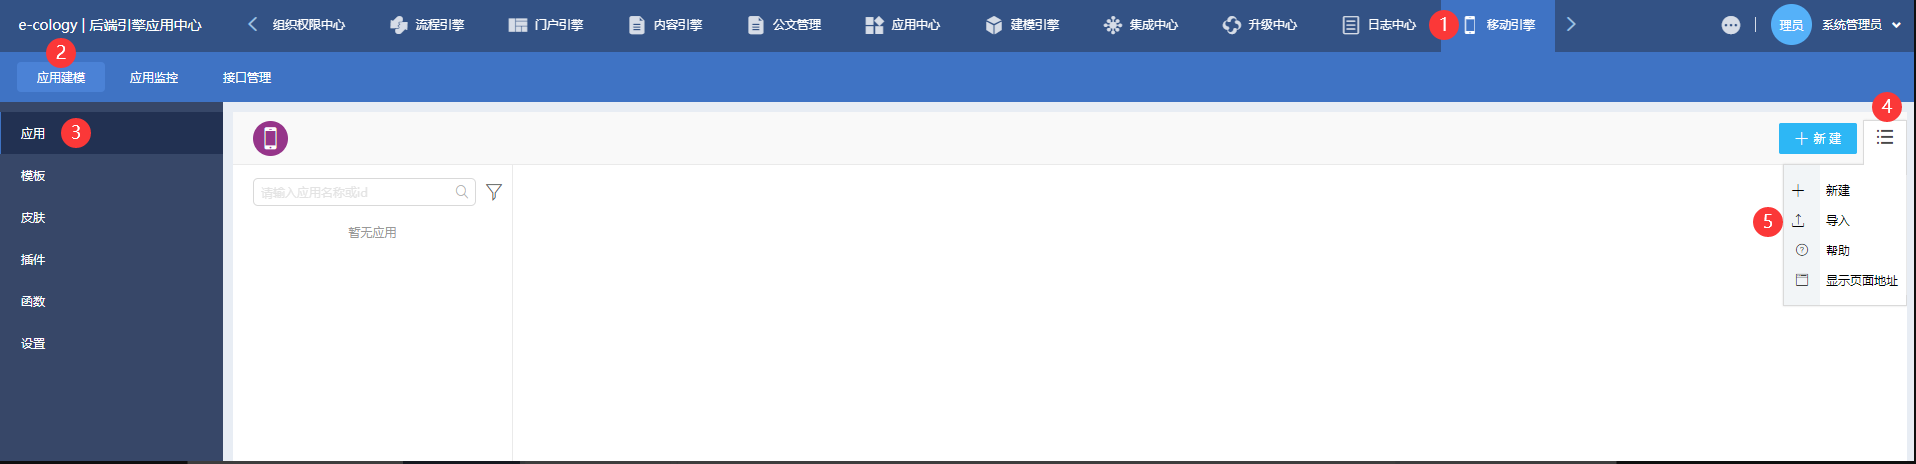 e-cology | 后端引擎应用中心 组织权限中心 流程引擎 门户引擎 内容引擎 公文管理 应用中心 建模引擎 集成中心 升级中心 日志中心 1 移动引擎 理员 系统管理员
2
应用建模 应用监控 接口管理
4
应用 3
新建
模板
请输入应用名称或id
新建
皮肤
5 导入
暂无应用
帮助
插件
显示页面地址
函数
设置